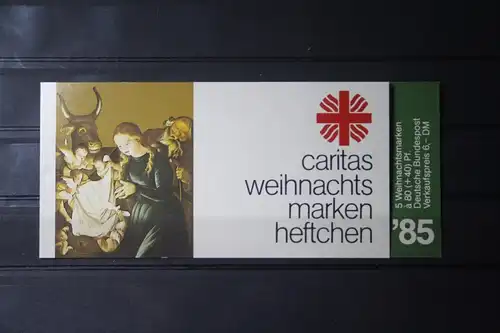 caritas
weihnachts
marken
heftchen
5 Weihnachtsmarken
à 80 (+40) Pf.
Deutsche Bundespost
Verkaufspreis 6,– DM
'85